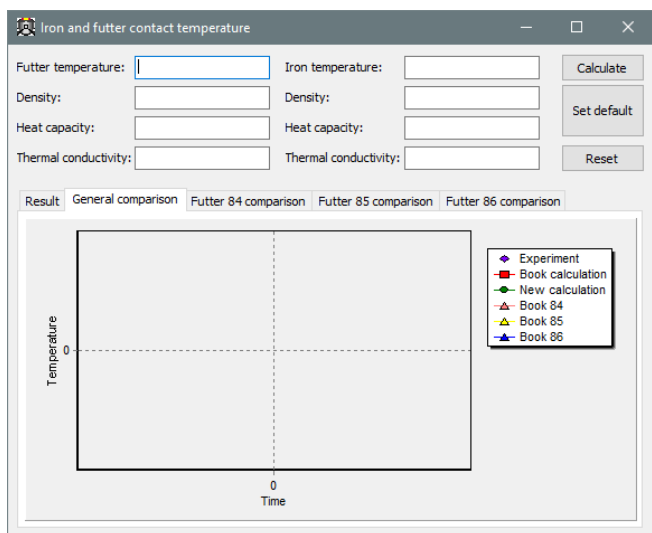 Iron and futter contact temperature
Futter temperature: Iron temperature: Calculate
Density: Density: Set default
Heat capacity: Heat capacity:
Thermal conductivity: Thermal conductivity: Reset
Result General comparison Futter 84 comparison Futter 85 comparison Futter 86 comparison
Experiment
Book calculation
New calculation
Book 84
Book 85
Book 86
Temperature
0
0
Time